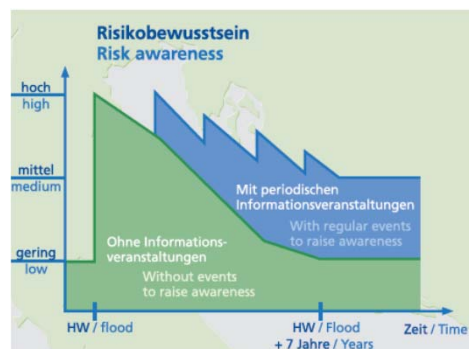 Risikobewusstsein
Risk awareness
hoch
high
mittel
medium
gering
low
Mit periodischen
Informationsveranstaltungen
With regular events
to raise awareness
Ohne Informations-
veranstaltungen
Without events
to raise awareness
HW / flood
HW / Flood
+ 7 Jahre / Years
Zeit / Time